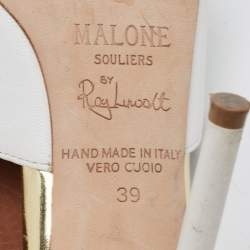 MALONE
SOULIERS
BY
Roy Luwolt
HAND MADE IN ITALY
VERO CUOIO
39